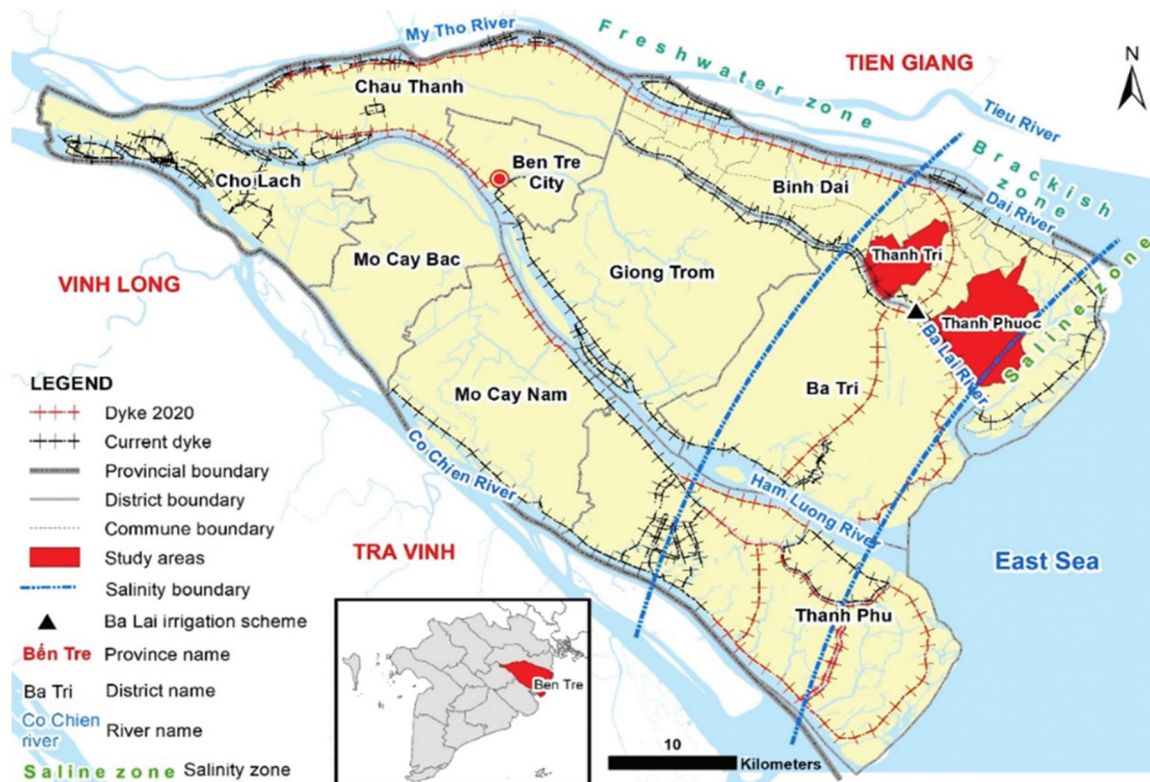 My Tho River
Freshwater zone
TIEN GIANG
N
Chau Thanh
Tieu River
Ben Tre
City
Brackish
zone
Cho Lach
Binh Dai
Dai River
Mo Cay Bac
Giong Trom
Thanh Tri
VINH LONG
Thanh Phuoc
Saline zone
Ba Lai River
LEGEND
Dyke 2020
Current dyke
Provincial boundary
District boundary
Commune boundary
Study areas
Salinity boundary
Ba Lai irrigation scheme
Bến Tre Province name
Ba Tri District name
Co Chien
river River name
Saline zone Salinity zone
Mo Cay Nam
Ba Tri
Co Chien River
Ham Luong River
TRA VINH
East Sea
Thanh Phu
Ben Tre
10
Kilometers